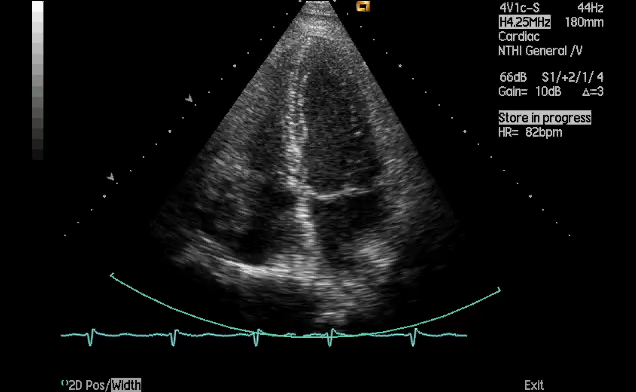 4V1c-S 44Hz
H4.25MHz 180mm
Cardiac
NTHI General /V
66dB S1/+2/1/4
Gain= 10dB Δ=3
Store in progress
HR= 82bpm
2D Pos/Width
Exit